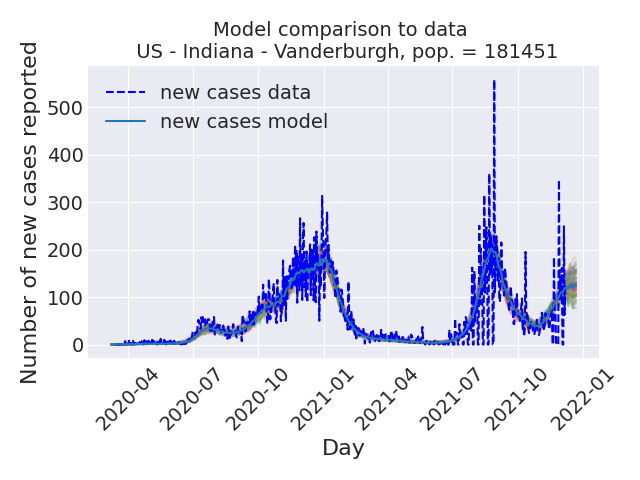 Model comparison to data
US - Indiana - Vanderburgh, pop. = 181451
Number of new cases reported
500
400
300
200
100
0
new cases data
new cases model
2020-04
2020-07
2020-10
2021-01
2021-04
2021-07
2021-10
2022-01
Day